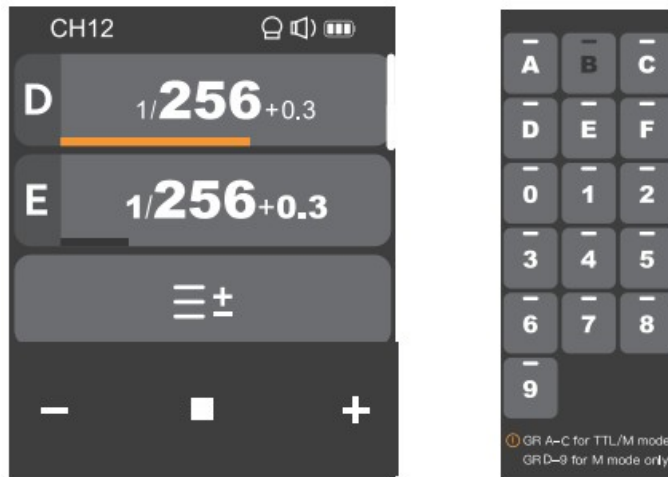 CH12
D 1/256+0.3
E 1/256+0.3
A B C
D E F
0 1 2
3 4 5
6 7 8
9
① GR A–C for TTL/M mode
GR D–9 for M mode only